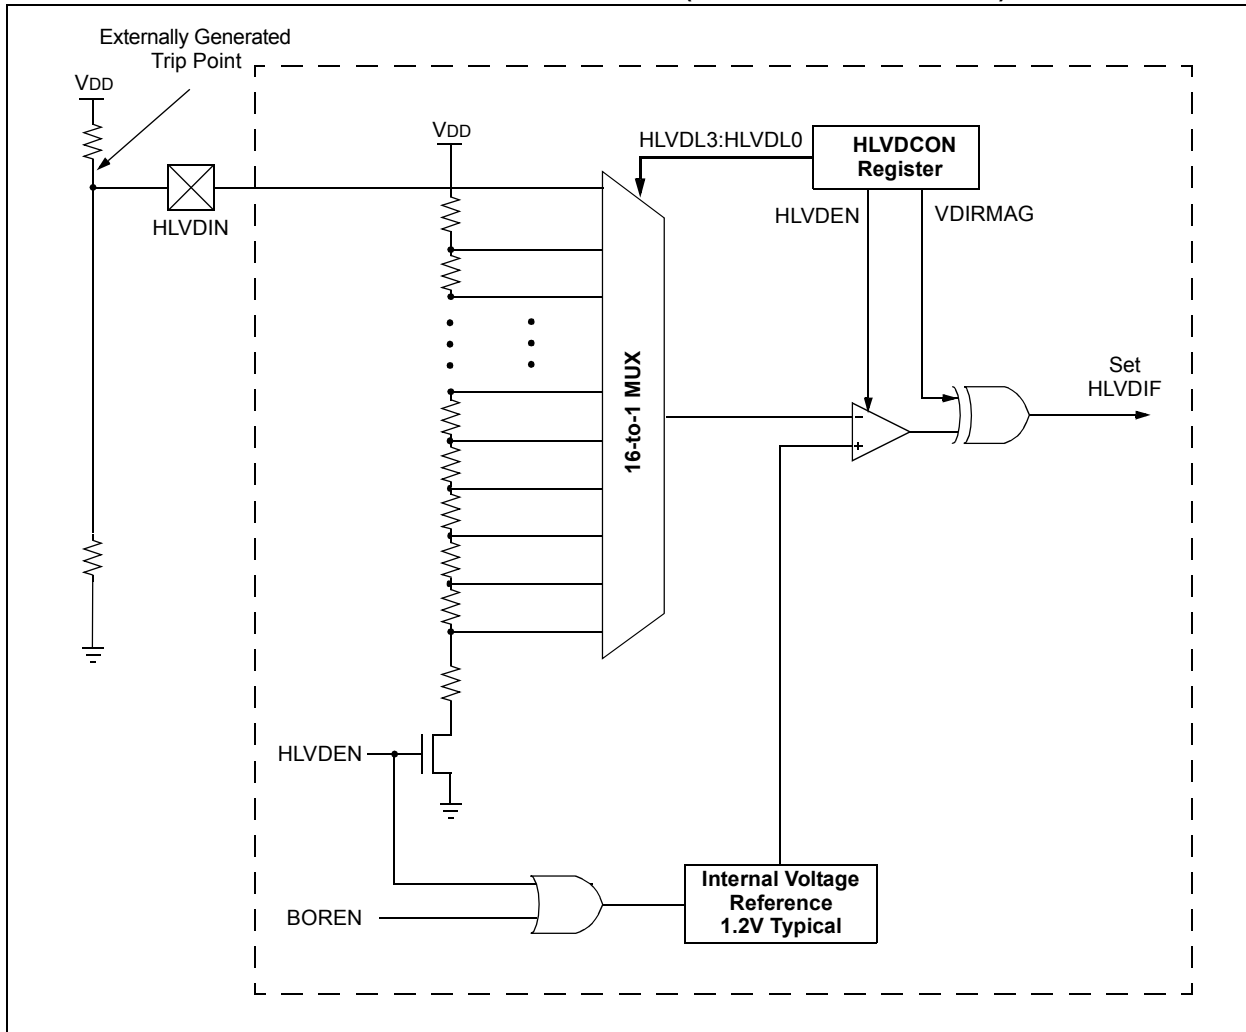 Externally Generated
Trip Point
VDD
VDD
HLVDIN
HLVDL3:HLVDL0
HLVDCON
Register
HLVDEN
VDIRMAG
16-to-1 MUX
–
+
Set
HLVDIF
HLVDEN
BOREN
Internal Voltage
Reference
1.2V Typical